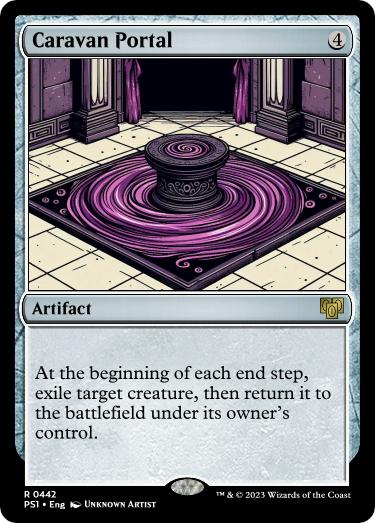 Caravan Portal 4
Artifact
At the beginning of each end step,
exile target creature, then return it to
the battlefield under its owner's
control.
R 0442
PS1 • Eng Unknown Artist
™ & © 2023 Wizards of the Coast